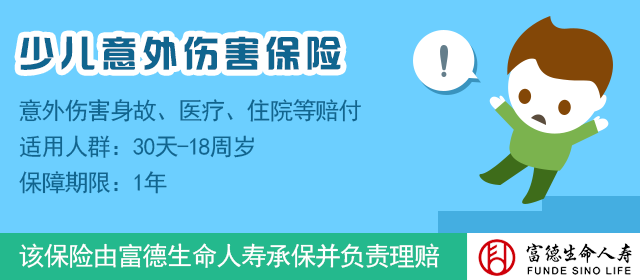 少儿意外伤害保险
!
意外伤害身故、医疗、住院等赔付
适用人群：30天-18周岁
保障期限：1年
该保险由富德生命人寿承保并负责理赔
富德生命人寿
FUNDE SINO LIFE